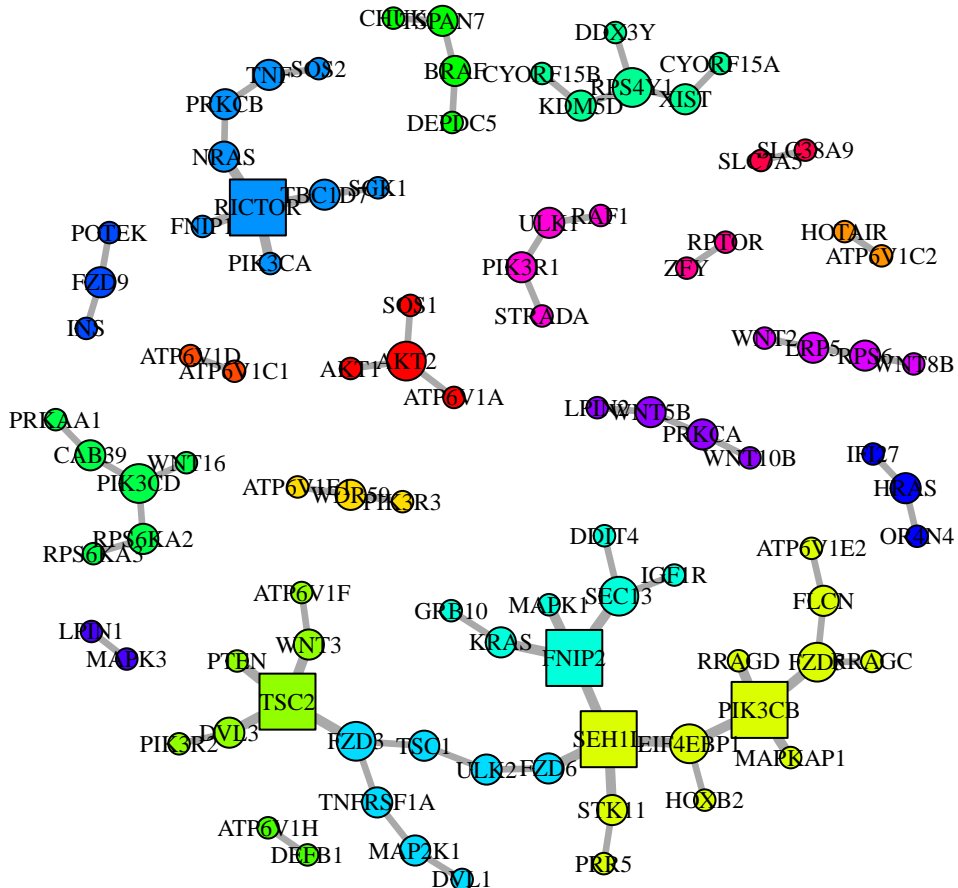 CHUK
TSPAN7
DDX3Y
TNF
SOS2
BRAF
CYORF15B
CYORF15A
RPS4Y1
PRKCB
KDM5D
XIST
DEPDC5
NRAS
SLC38A9
SLC7A5
TBC1D7
SGK1
RICTOR
FNIP1
ULK1
RAF1
POTEK
HOTAIR
RPTOR
PIK3CA
PIK3R1
ZFY
ATP6V1C2
FZD9
SOS1
STRADA
INS
WNT2
LRP5
ATP6V1D
RPS6
AKT2
WNT8B
ATP6V1C1
AKT1
ATP6V1A
LPIN2
WNT5B
PRKAA1
PRKCA
CAB39
WNT16
WNT10B
IFI27
PIK3CD
ATP6V1E1
WDR59
PIK3R3
HRAS
RPS6KA2
DDIT4
OR4N4
RPS6KA3
ATP6V1E2
IGF1R
ATP6V1F
SEC13
MAPK1
FLCN
GRB10
LPIN1
KRAS
WNT3
MAPK3
FNIP2
PTEN
RRAGD
RRAGC
TSC2
PIK3CB
DVL3
PIK3R2
FZD3
TSC1
SEH1L
EIF4EBP1
MAPKAP1
ULK2
FZD6
TNFRSF1A
HOXB2
STK11
ATP6V1H
DEFB1
MAP2K1
PRR5
DVL1